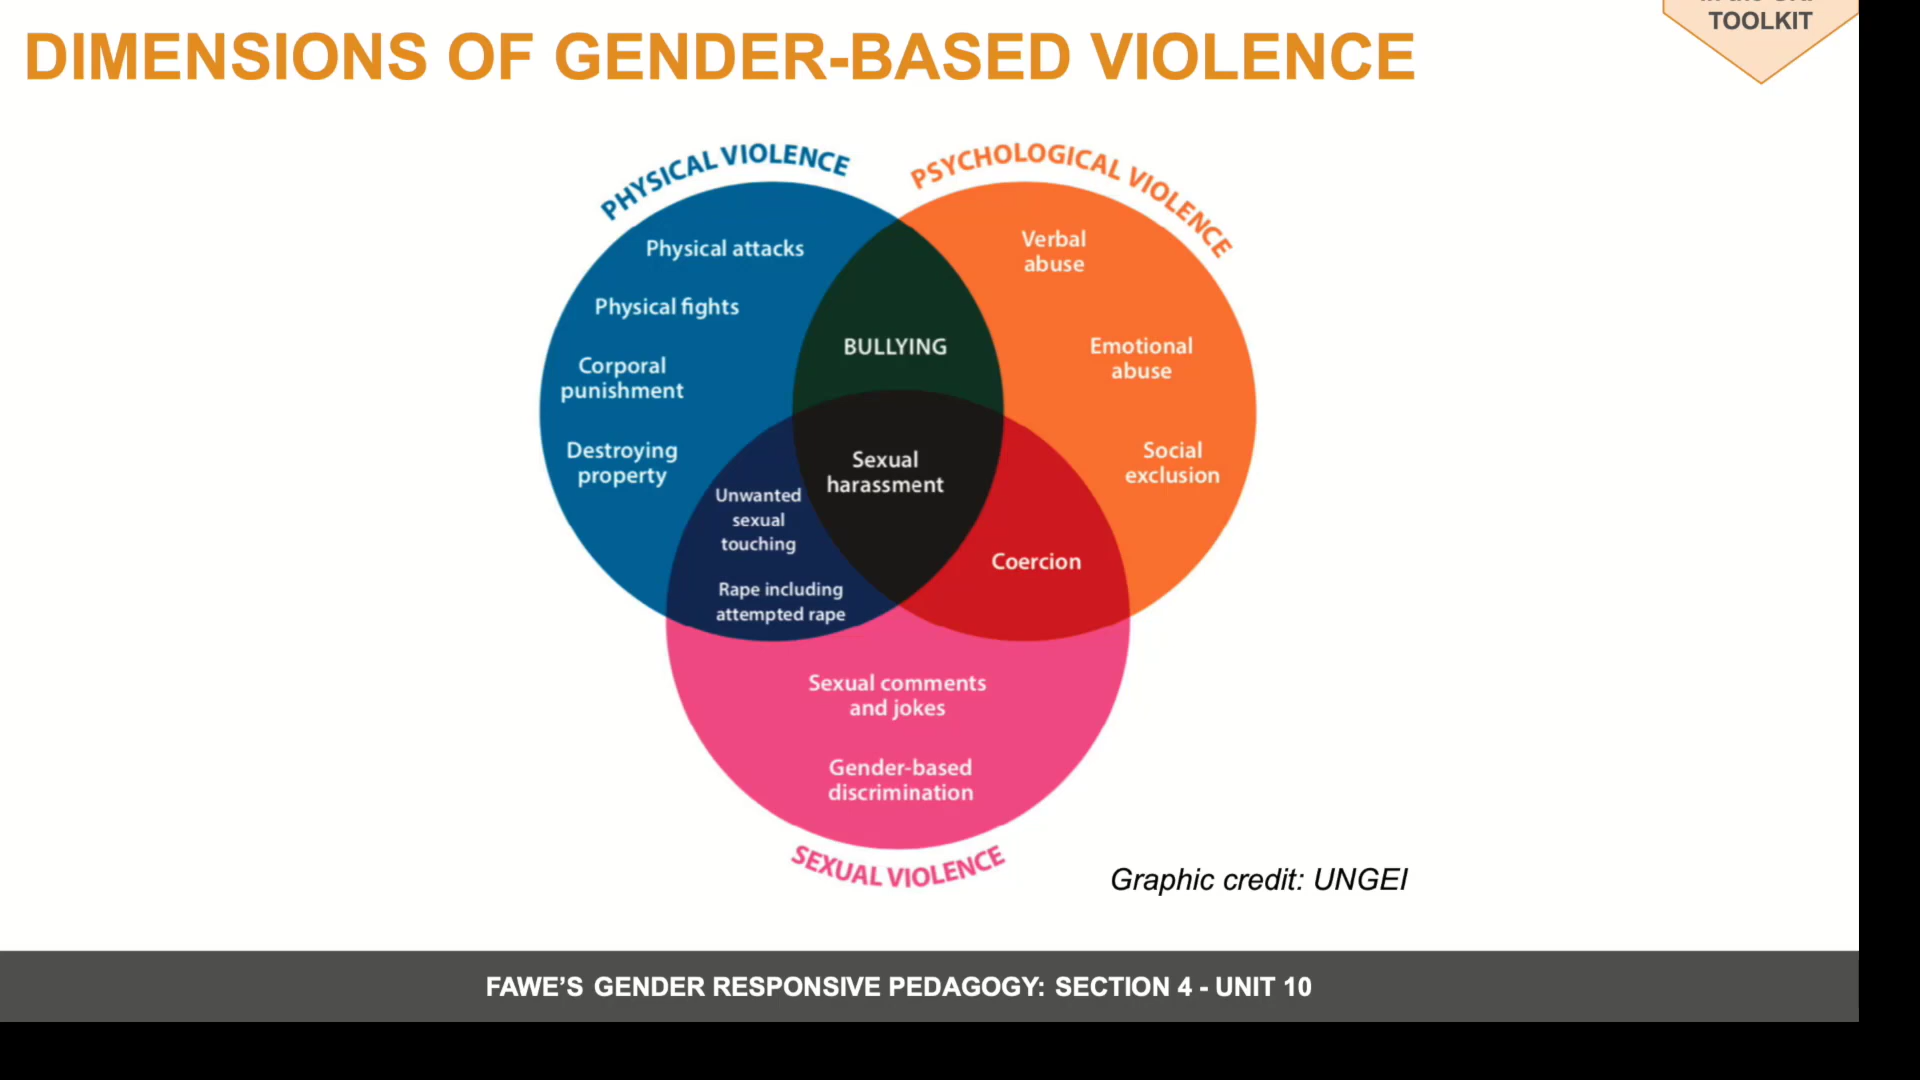 TOOLKIT
DIMENSIONS OF GENDER-BASED VIOLENCE
PHYSICAL VIOLENCE
PSYCHOLOGICAL VIOLENCE
Physical attacks
Physical fights
Corporal
punishment
Destroying
property
BULLYING
Verbal
abuse
Emotional
abuse
Social
exclusion
Sexual
harassment
Unwanted
sexual
touching
Rape including
attempted rape
Coercion
Sexual comments
and jokes
Gender-based
discrimination
SEXUAL VIOLENCE
Graphic credit: UNGEI
FAWE’S GENDER RESPONSIVE PEDAGOGY: SECTION 4 - UNIT 10